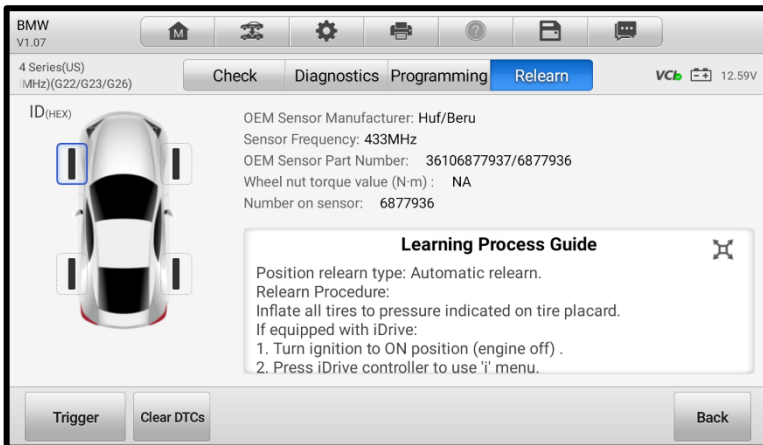 BMW
V1.07
M
4 Series(US)
MHz)(G22/G23/G26)
Check
Diagnostics
Programming
Relearn
VCI
12.59V
ID(HEX)
OEM Sensor Manufacturer: Huf/Beru
Sensor Frequency: 433MHz
OEM Sensor Part Number: 36106877937/6877936
Wheel nut torque value (N·m) : NA
Number on sensor: 6877936
Learning Process Guide
Position relearn type: Automatic relearn.
Relearn Procedure:
Inflate all tires to pressure indicated on tire placard.
If equipped with iDrive:
1. Turn ignition to ON position (engine off) .
2. Press iDrive controller to use 'i' menu.
Trigger
Clear DTCs
Back